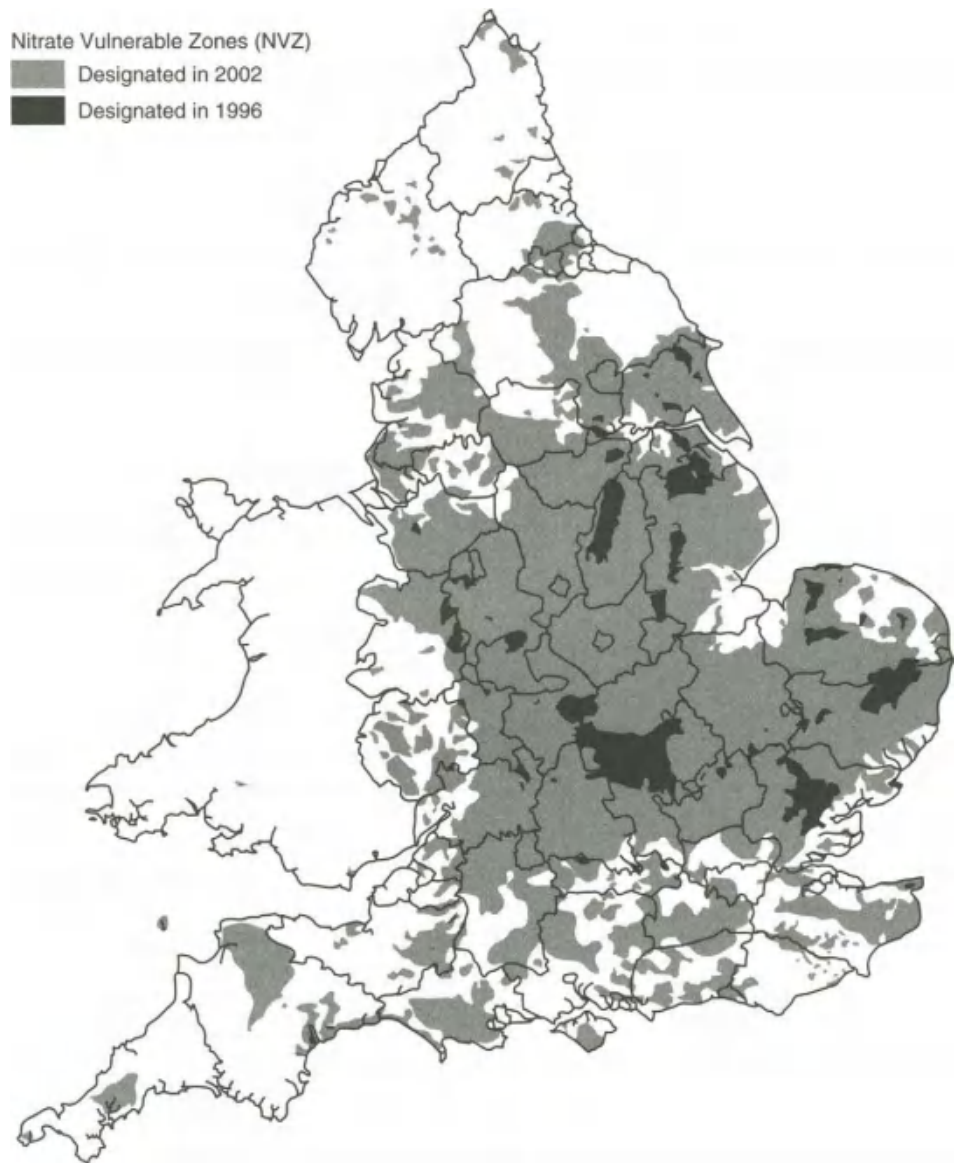 Nitrate Vulnerable Zones (NVZ)
Designated in 2002
Designated in 1996